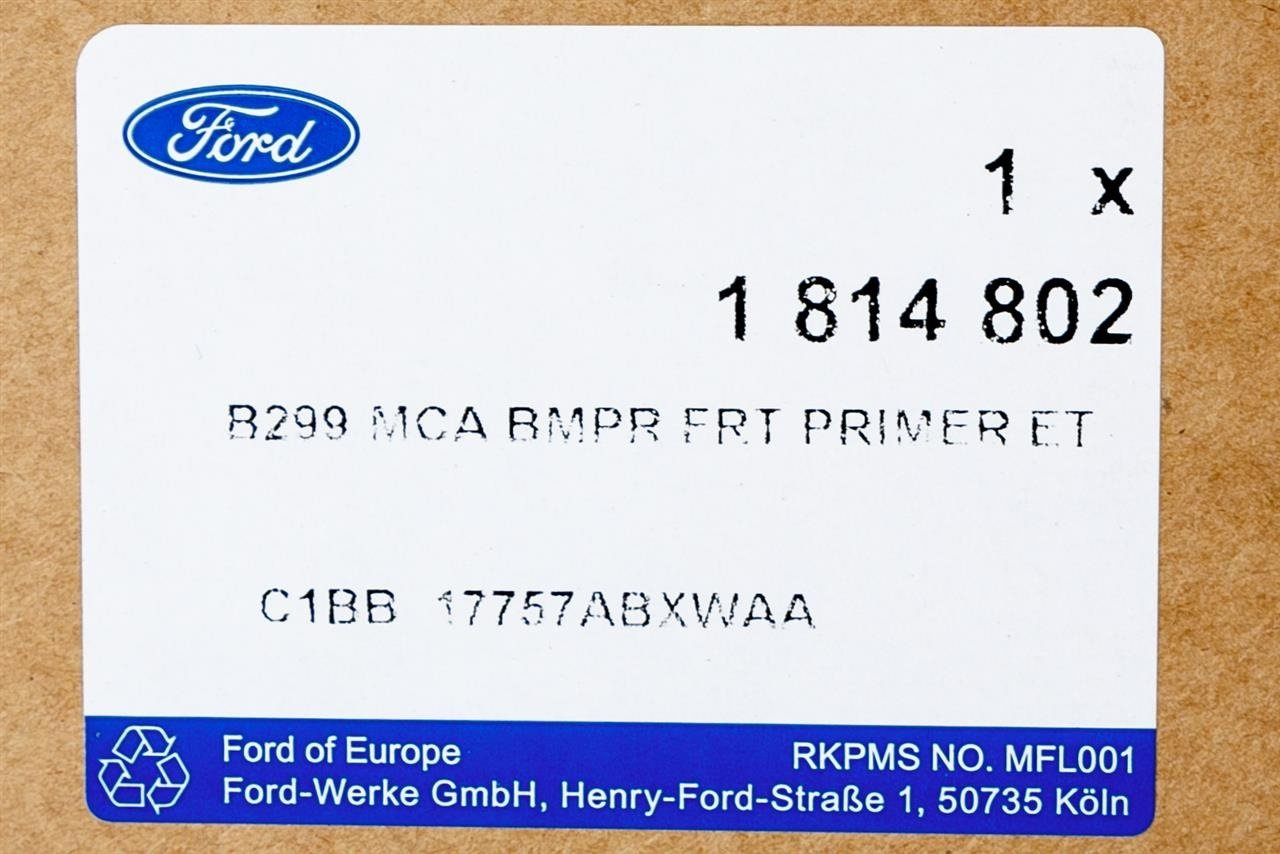 Ford
1 x
1 814 802
B299 MCA BMPR FRT PRIMER ET
C1BB 17757ABXWAA
Ford of Europe
RKPMS NO. MFL001
Ford-Werke GmbH, Henry-Ford-Straße 1, 50735 Köln